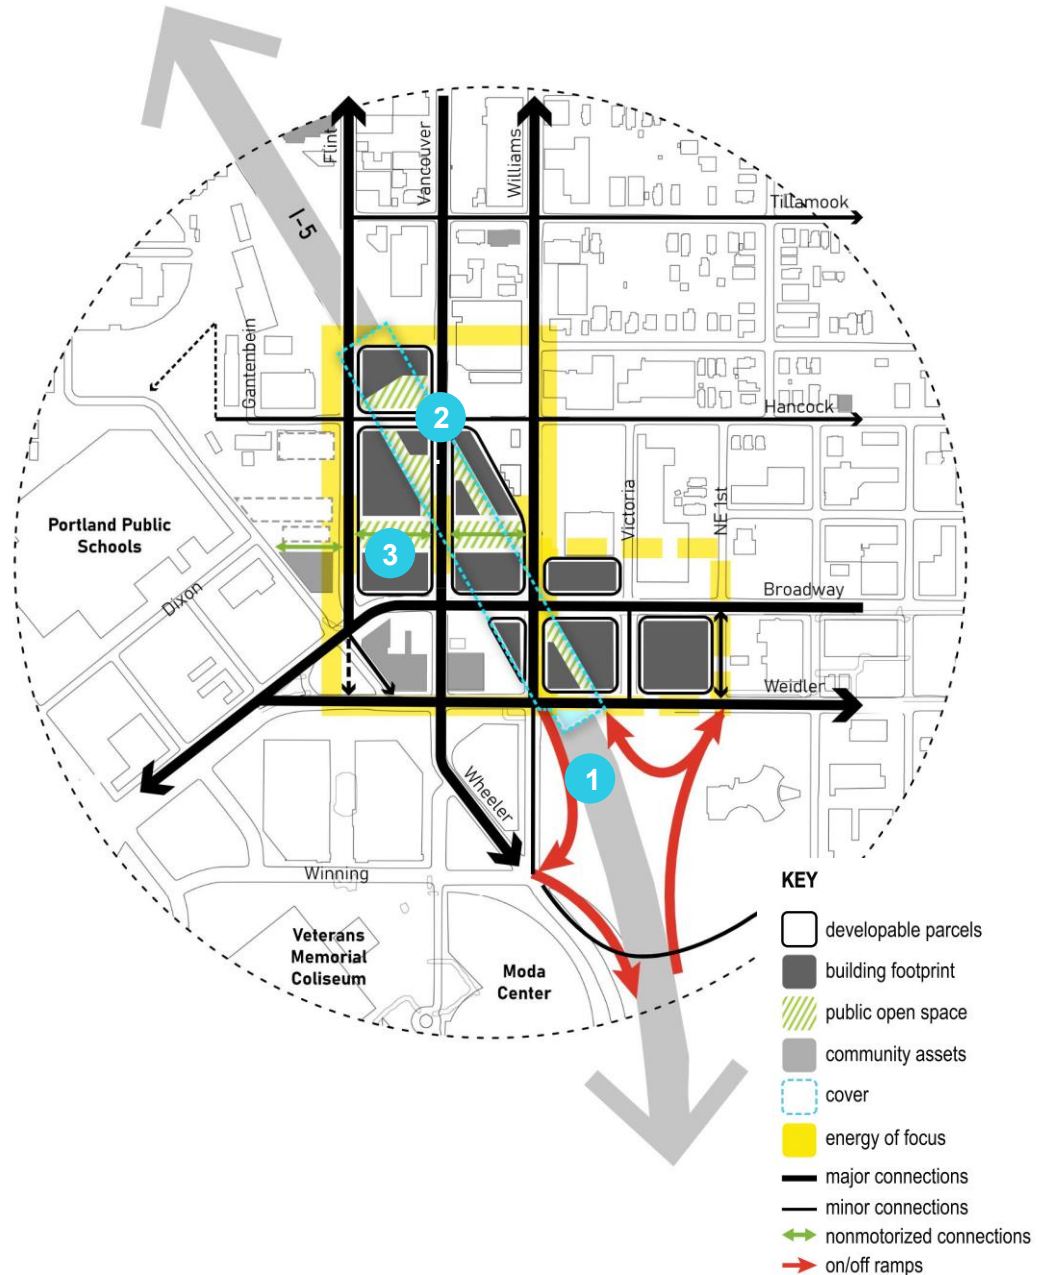 Flint
Vancouver
Williams
Tillamook
I-5
Gantenbein
Hancock
2
Portland Public
Schools
3
Victoria
NE 1st
Dixon
Broadway
Weidler
1
Wheeler
Winning
Veterans
Memorial
Coliseum
Moda
Center
KEY
developable parcels
building footprint
public open space
community assets
cover
energy of focus
major connections
minor connections
nonmotorized connections
on/off ramps